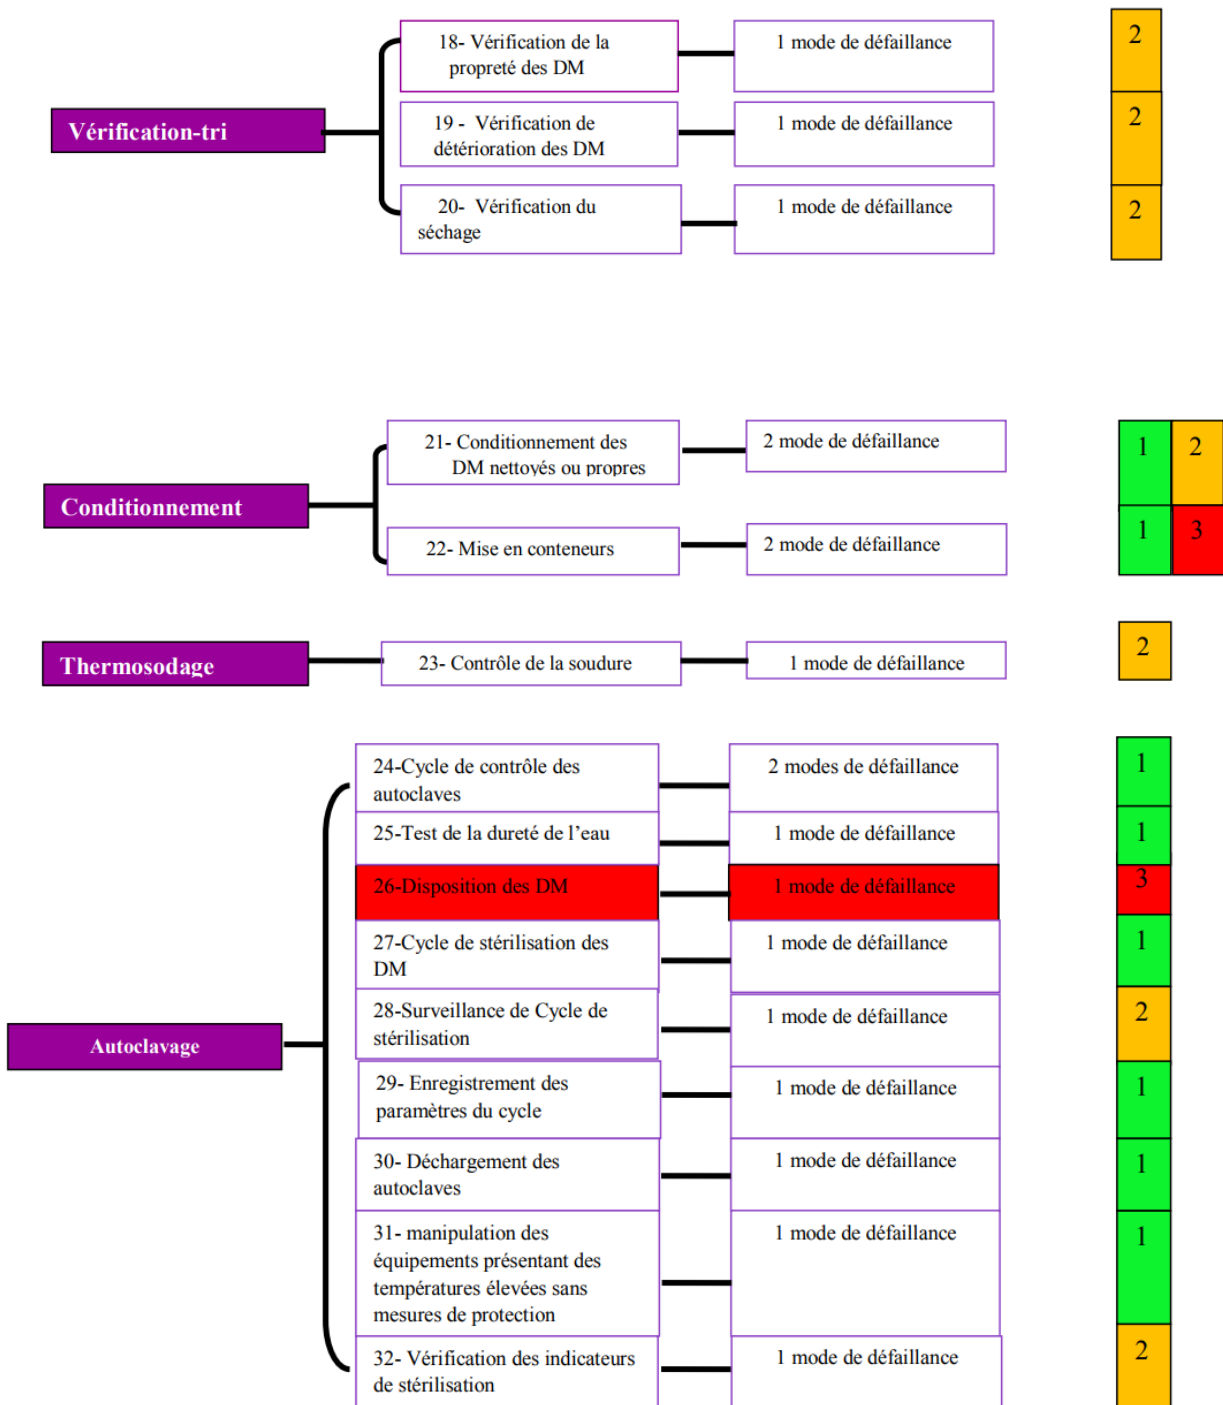 18- Vérification de la
propreté des DM
1 mode de défaillance
2
Vérification-tri
19 - Vérification de
détérioration des DM
1 mode de défaillance
2
20- Vérification du
séchage
1 mode de défaillance
2
21- Conditionnement des
DM nettoyés ou propres
2 mode de défaillance
1 2
Conditionnement
22- Mise en conteneurs
2 mode de défaillance
1 3
Thermosodage
23- Contrôle de la soudure
1 mode de défaillance
2
24-Cycle de contrôle des
autoclaves
2 modes de défaillance
1
25-Test de la dureté de l’eau
1 mode de défaillance
1
26-Disposition des DM
1 mode de défaillance
3
27-Cycle de stérilisation des
DM
1 mode de défaillance
1
28-Surveillance de Cycle de
stérilisation
1 mode de défaillance
2
Autoclavage
29- Enregistrement des
paramètres du cycle
1 mode de défaillance
1
30- Déchargement des
autoclaves
1 mode de défaillance
1
31- manipulation des
équipements présentant des
températures élevées sans
mesures de protection
1 mode de défaillance
1
32- Vérification des indicateurs
de stérilisation
1 mode de défaillance
2